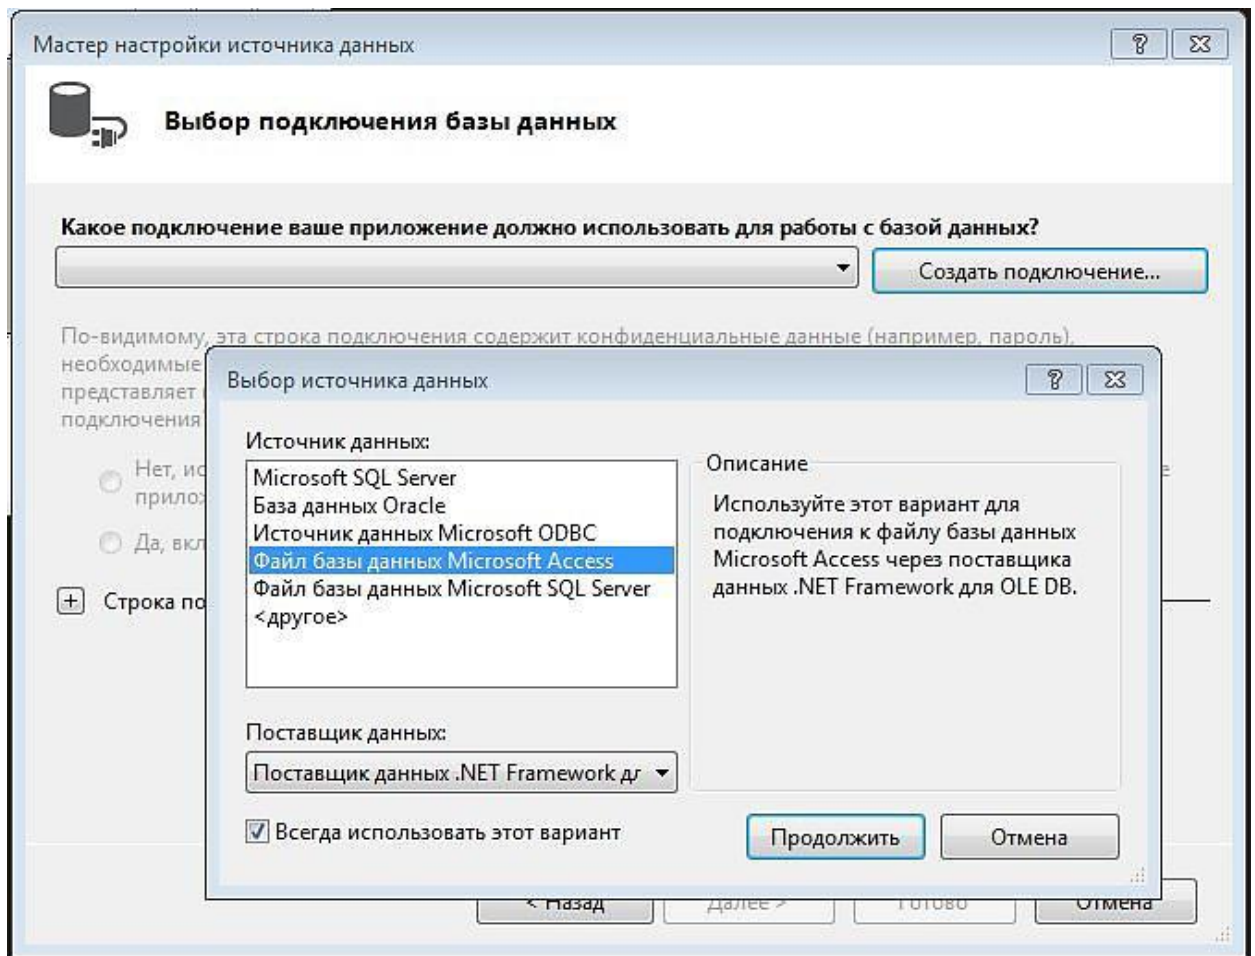 Мастер настройки источника данных
Выбор подключения базы данных
Какое подключение ваше приложение должно использовать для работы с базой данных?
Создать подключение...
По-видимому, эта строка подключения содержит конфиденциальные данные (например, пароль),
необходимые
представляет
подключения
Нет, ис
прилож
Да, вкл
Строка по
Выбор источника данных
Источник данных:
Microsoft SQL Server
База данных Oracle
Источник данных Microsoft ODBC
Файл базы данных Microsoft Access
Файл базы данных Microsoft SQL Server
<другое>
Описание
Используйте этот вариант для
подключения к файлу базы данных
Microsoft Access через поставщика
данных .NET Framework для OLE DB.
Поставщик данных:
Поставщик данных .NET Framework дл
Всегда использовать этот вариант
Продолжить
Отмена
< Назад
Далее >
Готово
Отмена